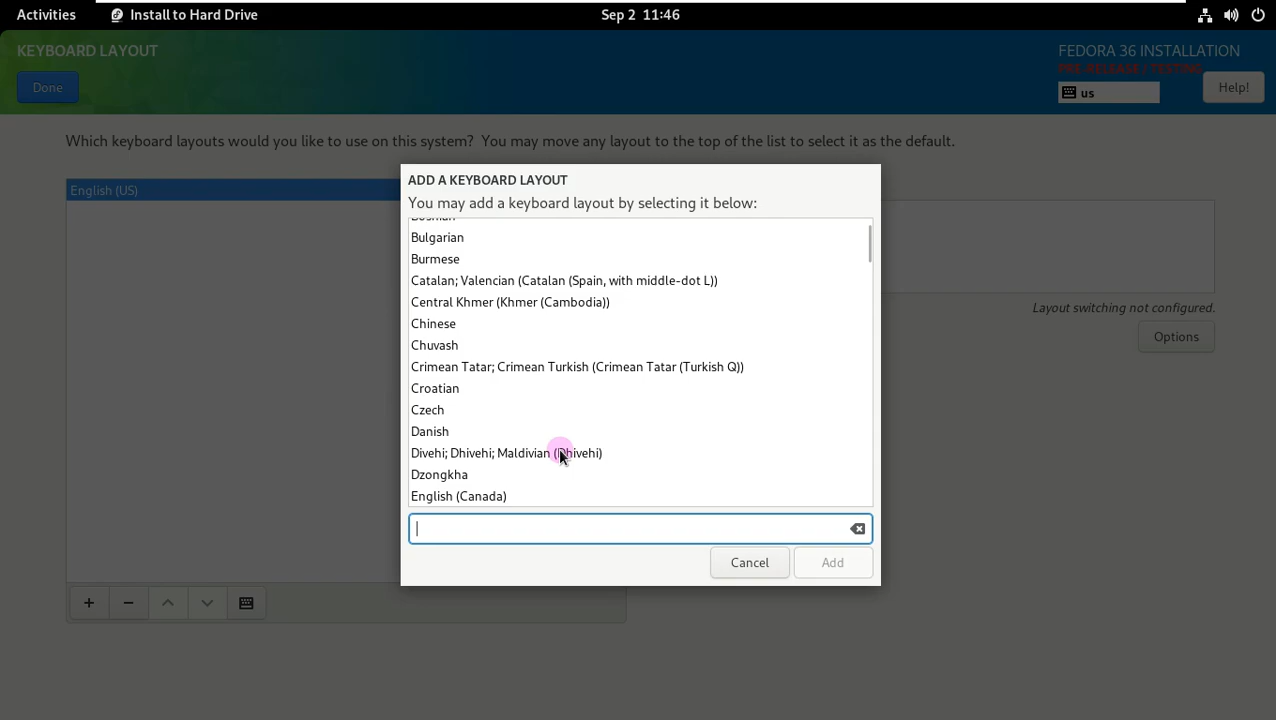 Activities
Install to Hard Drive
Sep 2 11:46
KEYBOARD LAYOUT
FEDORA 36 INSTALLATION
PRE-RELEASE / TESTING
Done
us
Help!
Which keyboard layouts would you like to use on this system? You may move any layout to the top of the list to select it as the default.
English (US)
ADD A KEYBOARD LAYOUT
You may add a keyboard layout by selecting it below:
Bosnian
Bulgarian
Burmese
Catalan; Valencian (Catalan (Spain, with middle-dot L))
Central Khmer (Khmer (Cambodia))
Chinese
Chuvash
Crimean Tatar; Crimean Turkish (Crimean Tatar (Turkish Q))
Croatian
Czech
Danish
Divehi; Dhivehi; Maldivian (Dhivehi)
Dzongkha
English (Canada)
Layout switching not configured.
Options
Cancel
Add